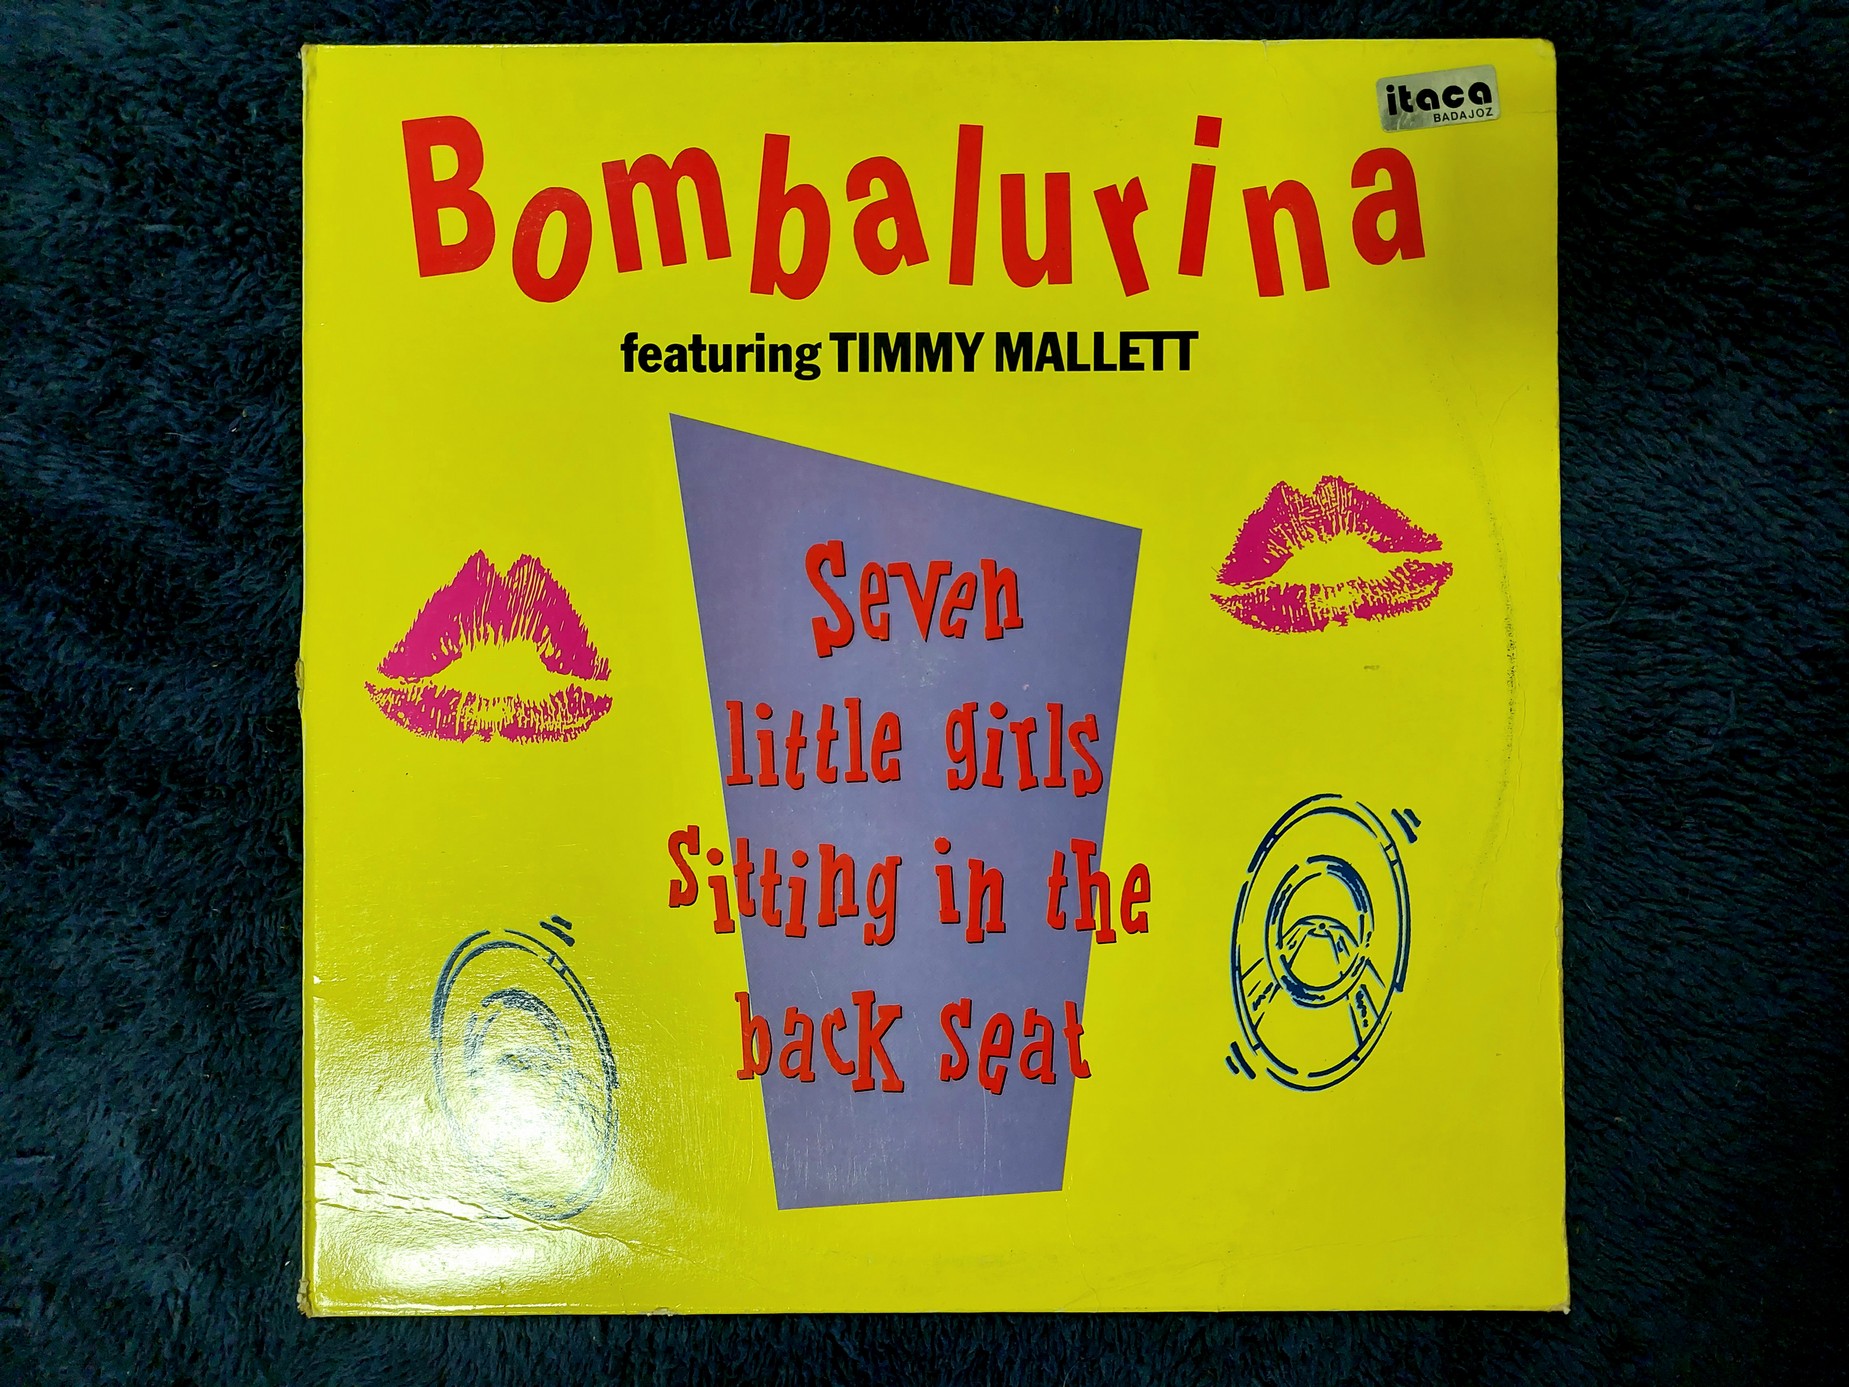 itaca
BADAJOZ
Bombalurina
featuring TIMMY MALLETT
Seven
little girls
Sitting in the
back seat